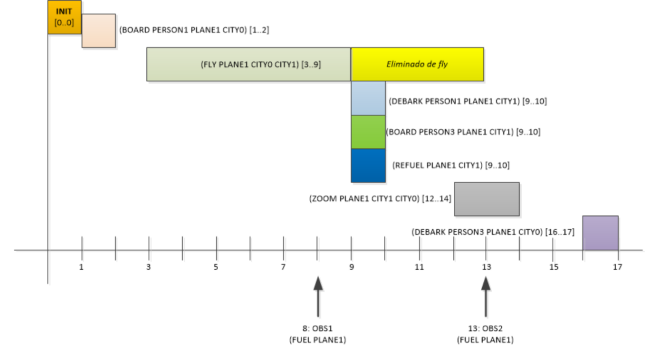 INIT
[0..0]
(BOARD PERSON1 PLANE1 CITY0) [1..2]
(FLY PLANE1 CITY0 CITY1) [3..9]
Eliminado de fly
(DEBARK PERSON1 PLANE1 CITY1) [9..10]
(BOARD PERSON3 PLANE1 CITY1) [9..10]
(REFUEL PLANE1 CITY1) [9..10]
(ZOOM PLANE1 CITY1 CITY0) [12..14]
(DEBARK PERSON3 PLANE1 CITY0) [16..17]
1 3 5 7 9 11 13 15 17
8: OBS1 13: OBS2
(FUEL PLANE1) (FUEL PLANE1)